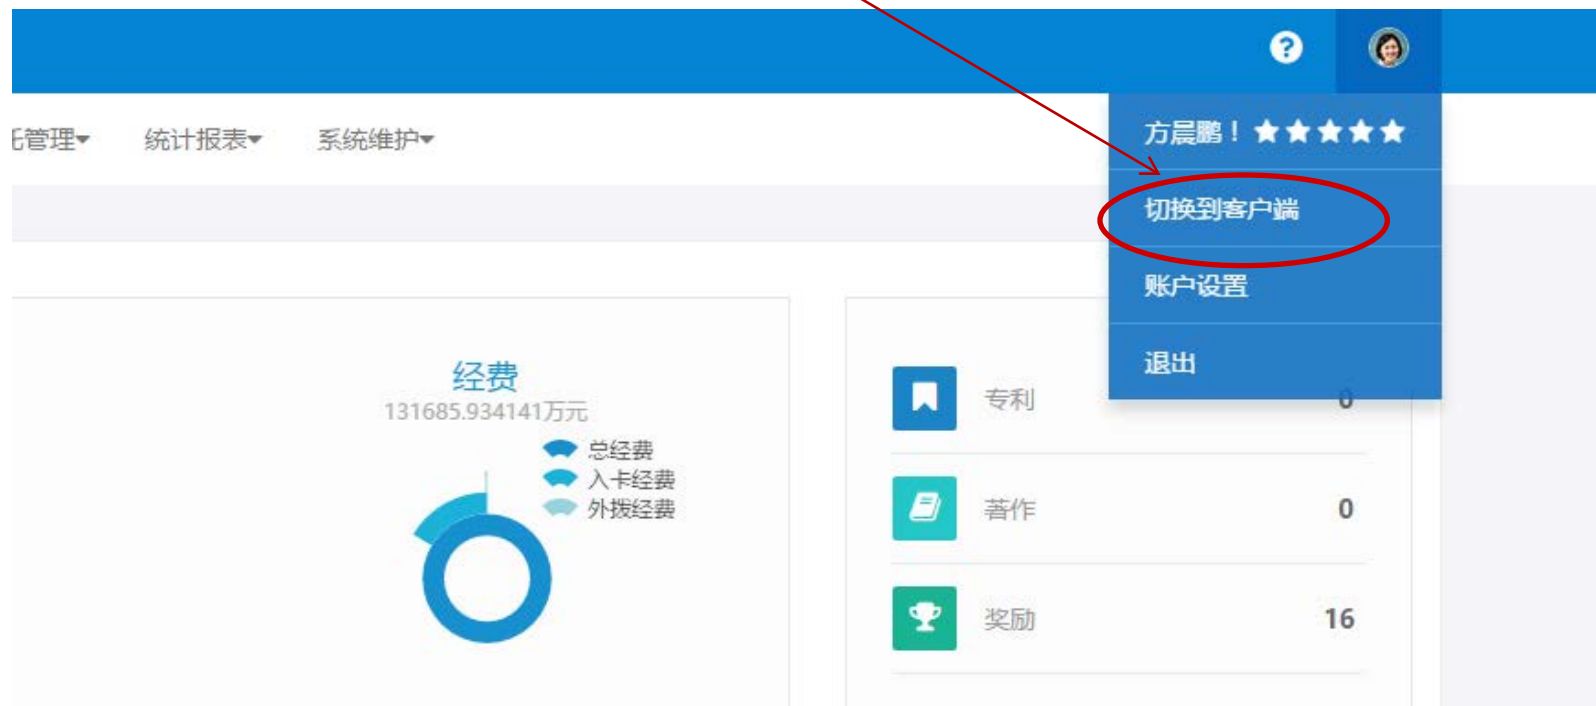 方晨鹏！★★★★★
管理 统计报表 系统维护
切换到客户端
账户设置
退出
经费
131685.934141万元
总经费
入卡经费
外拨经费
专利 0
著作 0
奖励 16